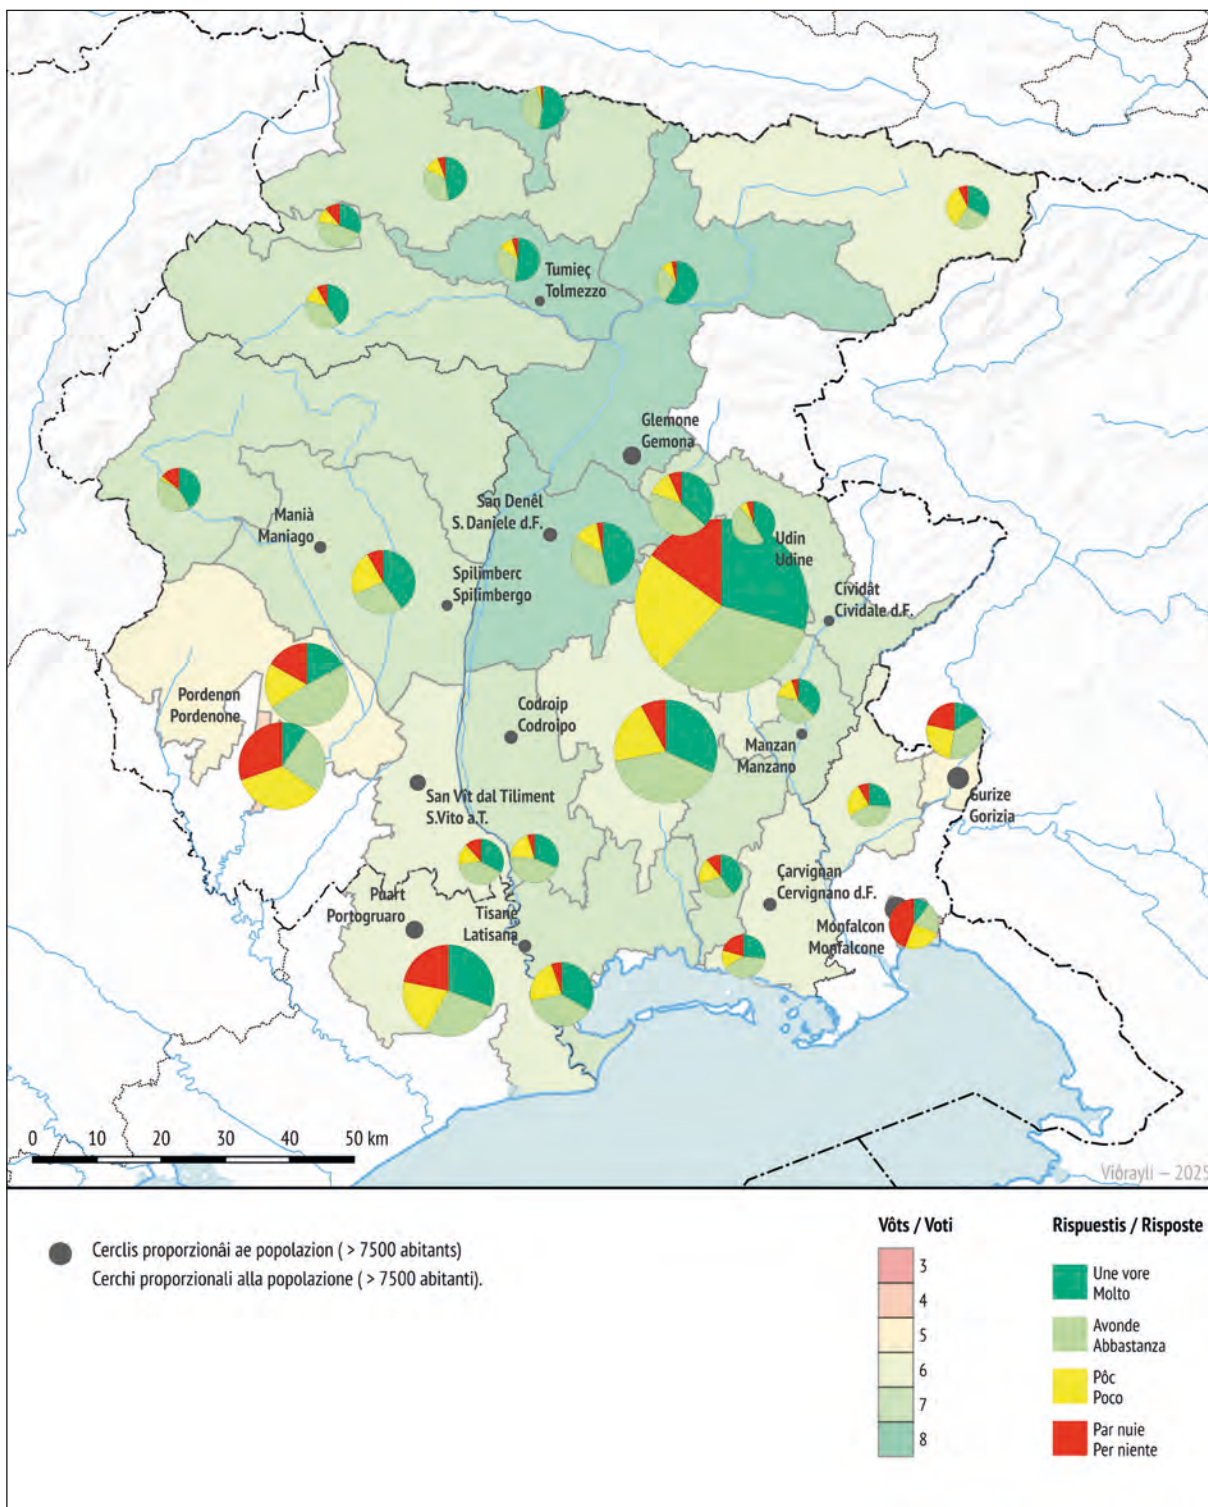 Tumieç
Tolmezzo
Glemone
Gemona
San Denêl
S. Daniele d.F.
Manià
Maniago
Udin
Udine
Spilimberc
Spilimbergo
Cividât
Cividale d.F.
Pordenon
Pordenone
Codroip
Codroipo
Manzan
Manzano
San Vît dal Tiliment
S.Vito a.T.
Gurize
Gorizia
Puart
Portogruaro
Tisane
Latisana
Çarvignan
Cervignano d.F.
Monfalcon
Monfalcone
0 10 20 30 40 50 km
Viôrayli – 2025
Cerclis proporzionâi ae popolazion ( > 7500 abitants)
Cerchi proporzionali alla popolazione ( > 7500 abitanti).
Vôts / Voti
3
4
5
6
7
8
Rispuestis / Risposte
Une vore
Molto
Avonde
Abbastanza
Pôc
Poco
Par nuie
Per niente